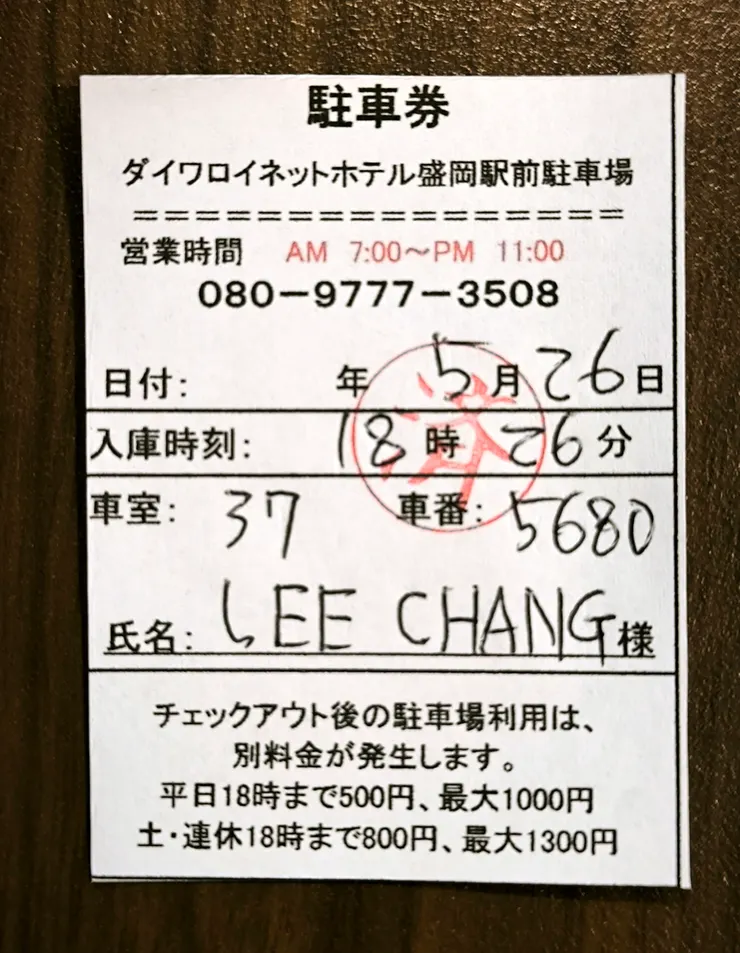 駐車券
ダイワロイネットホテル盛岡駅前駐車場
=================
営業時間 AM 7:00～PM 11:00
080－9777－3508
日付: 年 5月26日
入庫時刻: 18時26分
済
車室: 37 車番: 5680
氏名: LEE CHANG様
チェックアウト後の駐車場利用は、
別料金が発生します。
平日18時まで500円、最大1000円
土・連休18時まで800円、最大1300円